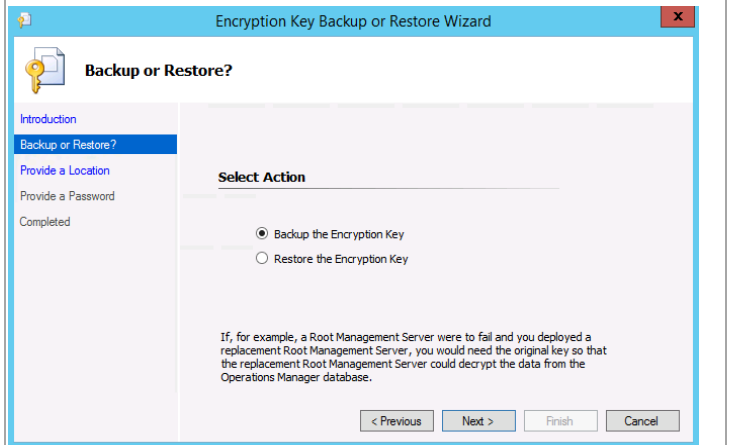 Encryption Key Backup or Restore Wizard
x
Backup or Restore?
Introduction
Backup or Restore?
Provide a Location
Provide a Password
Completed
Select Action
Backup the Encryption Key
Restore the Encryption Key
If, for example, a Root Management Server were to fail and you deployed a
replacement Root Management Server, you would need the original key so that
the replacement Root Management Server could decrypt the data from the
Operations Manager database.
< Previous Next > Finish Cancel